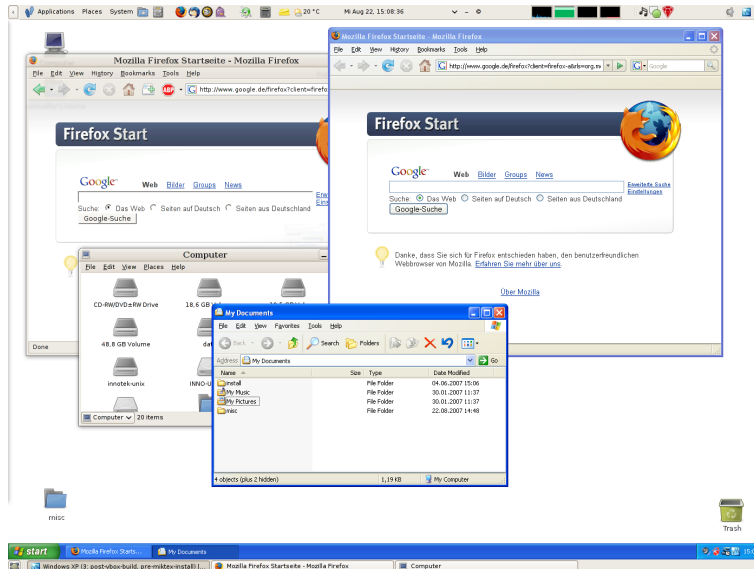 Applications Places System 20 °C Mi Aug 22, 15:08:36
Mozilla Firefox Startseite - Mozilla Firefox
File Edit View History Bookmarks Tools Help
http://www.google.de/firefox?client=firefo
ABP
Firefox Start
Google
Web Bilder Groups News
Suche: Das Web Seiten auf Deutsch Seiten aus Deutschland
Google-Suche
Done
Mozilla Firefox Startseite - Mozilla Firefox
File Edit View History Bookmarks Tools Help
http://www.google.de/firefox?client=firefox-a&rls=org.m
Google
Firefox Start
Google
Web Bilder Groups News
Erweiterte Suche
Einstellungen
Suche: Das Web Seiten auf Deutsch Seiten aus Deutschland
Google-Suche
Danke, dass Sie sich für Firefox entschieden haben, den benutzerfreundlichen
Webbrowser von Mozilla. Erfahren Sie mehr über uns.
Über Mozilla
Computer
File Edit View Places Help
CD-RW/DVD±RW Drive
18,6 GB
48,8 GB Volume
innotek-unix
INNO-U
Computer 20 items
My Documents
File Edit View Favorites Tools Help
Back Search Folders
Address My Documents Go
Name Size Type Date Modified
install File Folder 04.06.2007 15:06
My Music File Folder 30.01.2007 11:37
My Pictures File Folder 30.01.2007 11:37
misc File Folder 22.08.2007 14:48
4 objects (plus 2 hidden) 1,19 KB My Computer
misc
Trash
start Mozilla Firefox Starts... My Documents 15:0
Windows XP (3: post-vbox-build, pre-miktex-install) [... Mozilla Firefox Startseite - Mozilla Firefox Computer